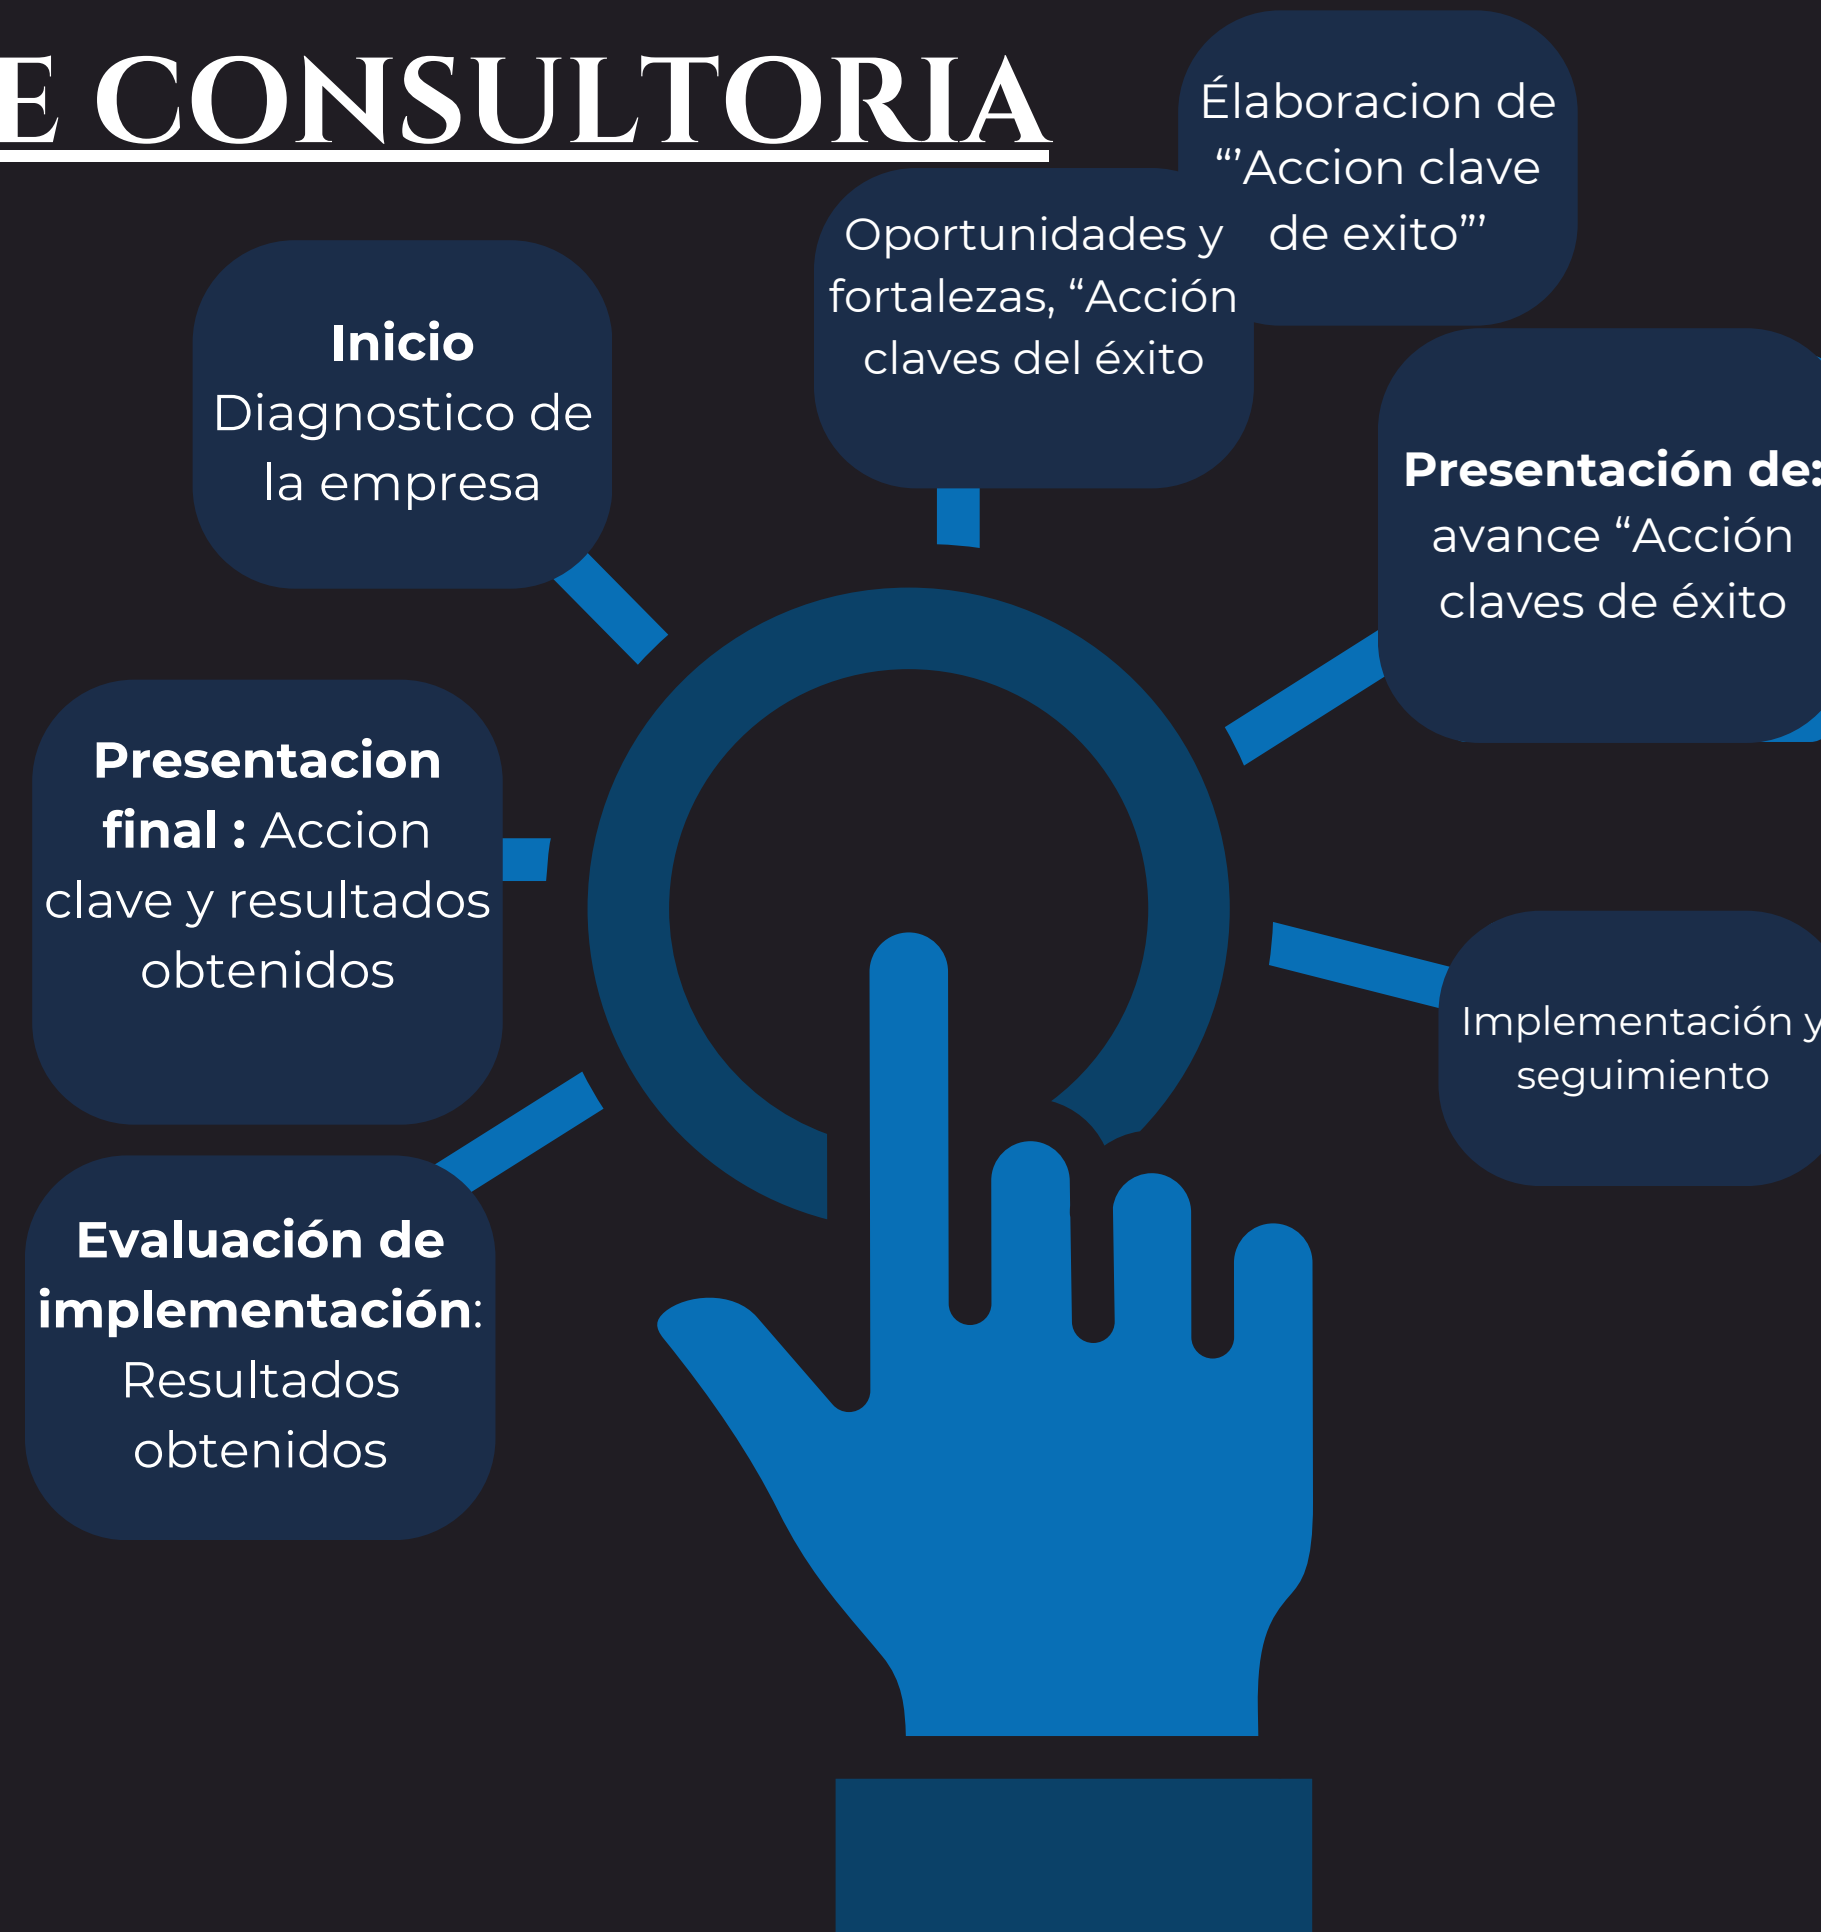 E CONSULTORIA
Élaboracion de
“’Accion clave
de exito”’
Oportunidades y
fortalezas, “Acción
claves del éxito
Inicio
Diagnostico de
la empresa
Presentación de:
avance “Acción
claves de éxito
Presentacion
final : Accion
clave y resultados
obtenidos
Implementación y
seguimiento
Evaluación de
implementación:
Resultados
obtenidos